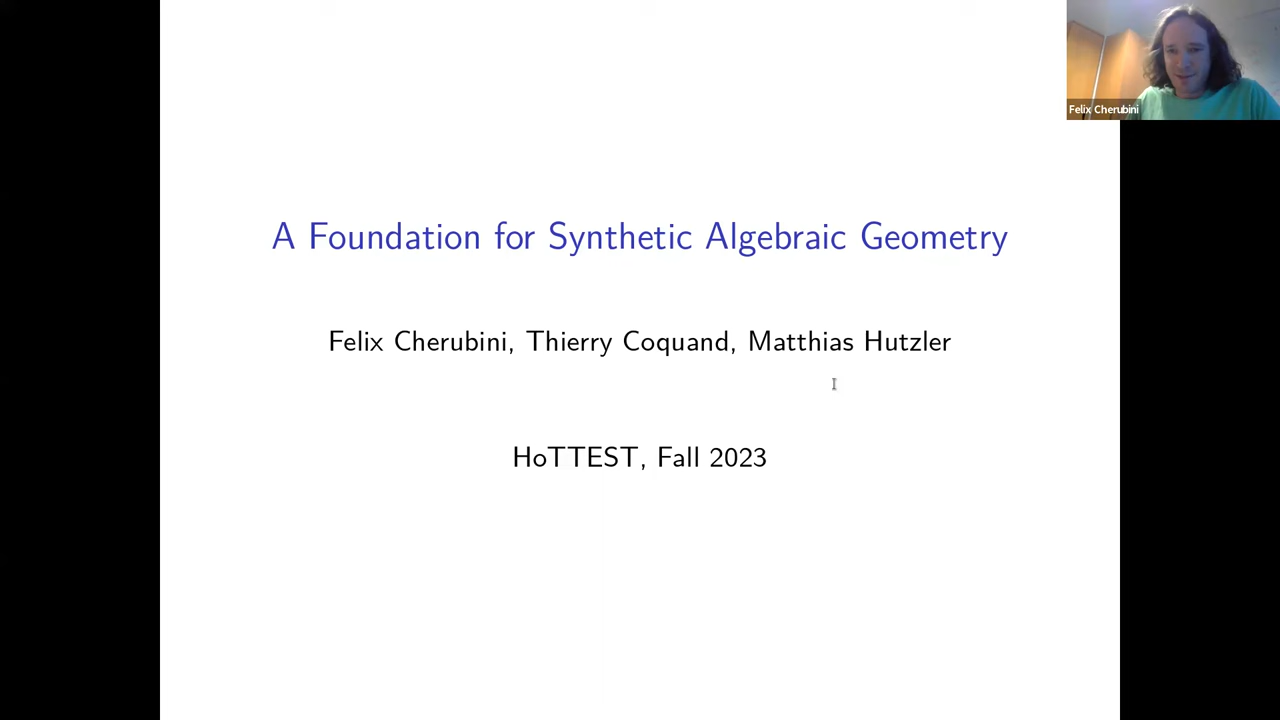 Felix Cherubini
A Foundation for Synthetic Algebraic Geometry
Felix Cherubini, Thierry Coquand, Matthias Hutzler
HoTTEST, Fall 2023